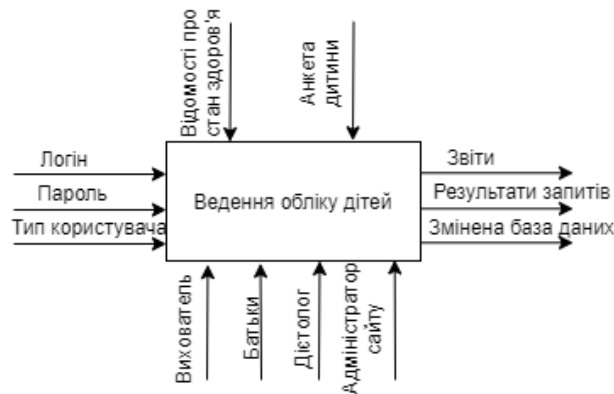 Відомості про
стан здоров'я
Анкета
дитини
Логін
Пароль
Тип користувача
Ведення обліку дітей
Звіти
Результати запитів
Змінена база даних
Вихователь
Батьки
Дієтолог
Адміністратор
сайту